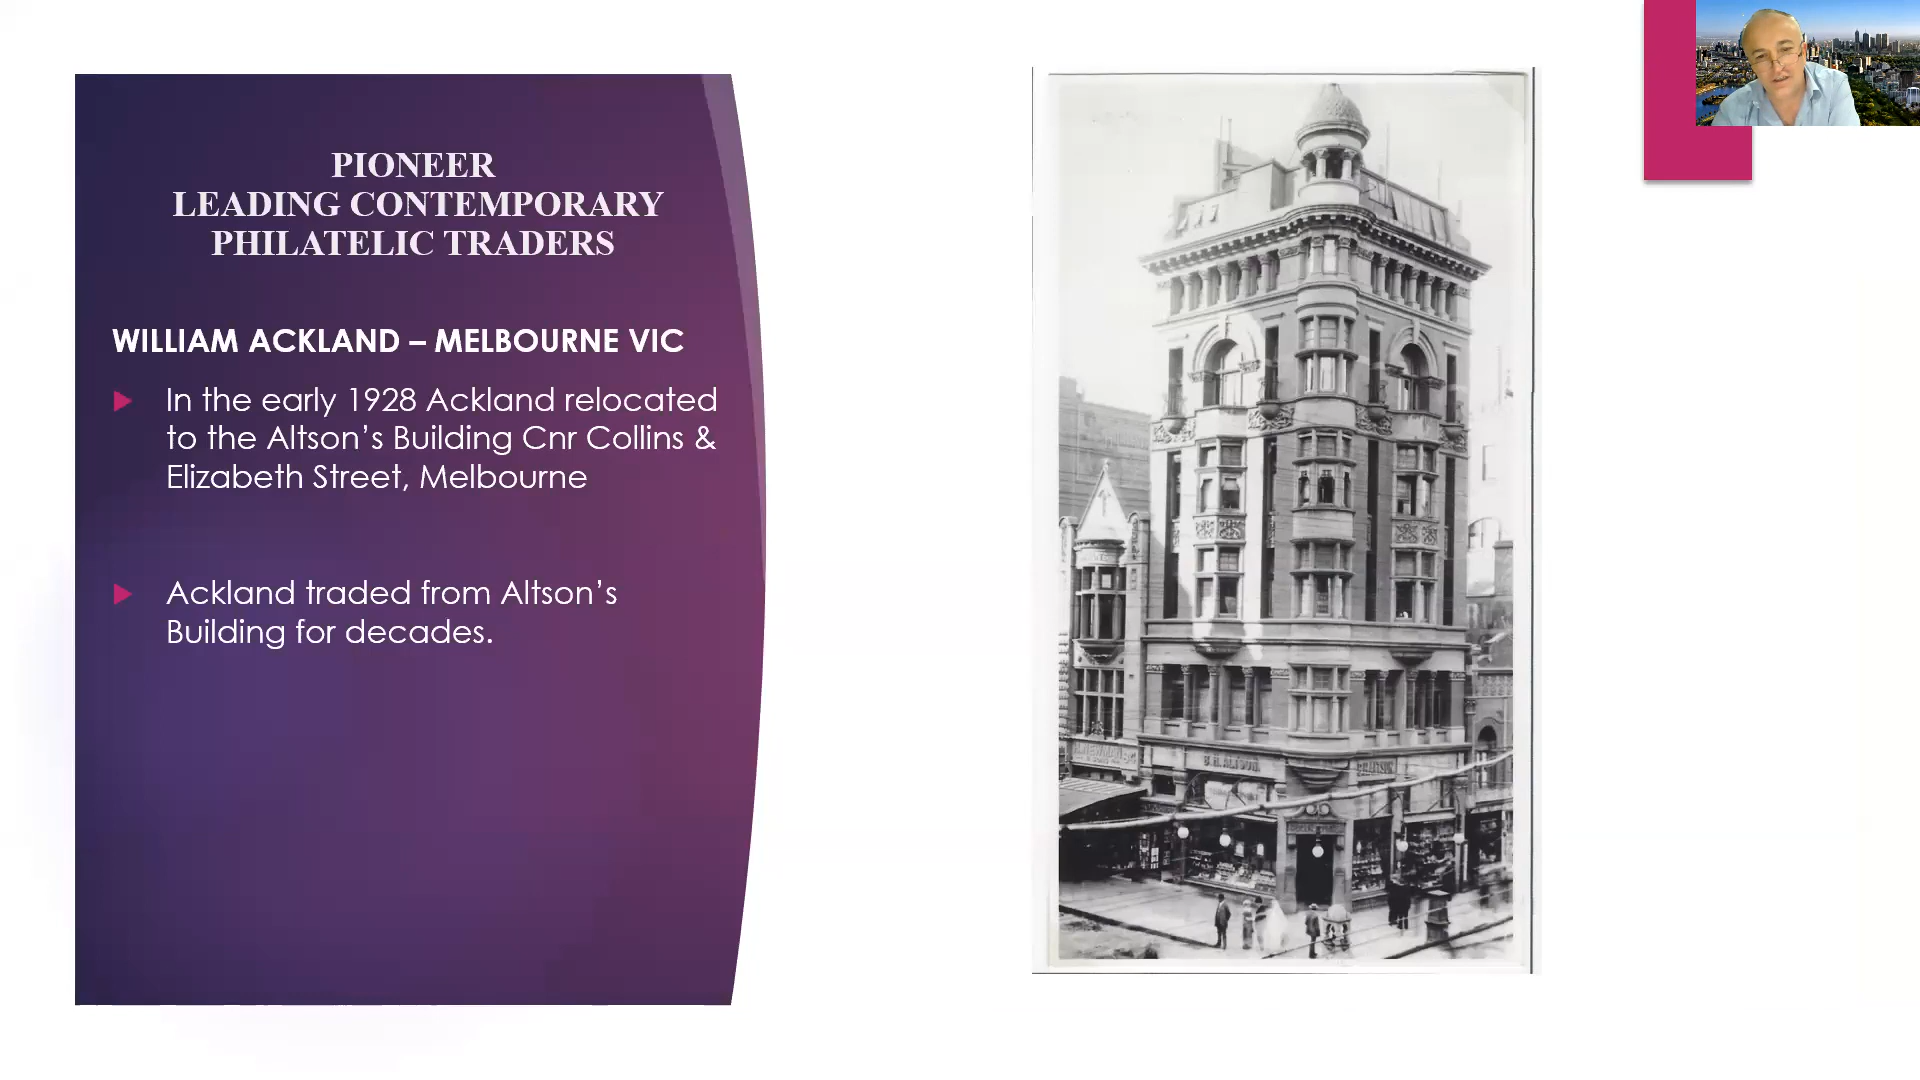 PIONEER
LEADING CONTEMPORARY
PHILATELIC TRADERS
WILLIAM ACKLAND – MELBOURNE VIC
In the early 1928 Ackland relocated
to the Altson’s Building Cnr Collins &
Elizabeth Street, Melbourne
Ackland traded from Altson’s
Building for decades.